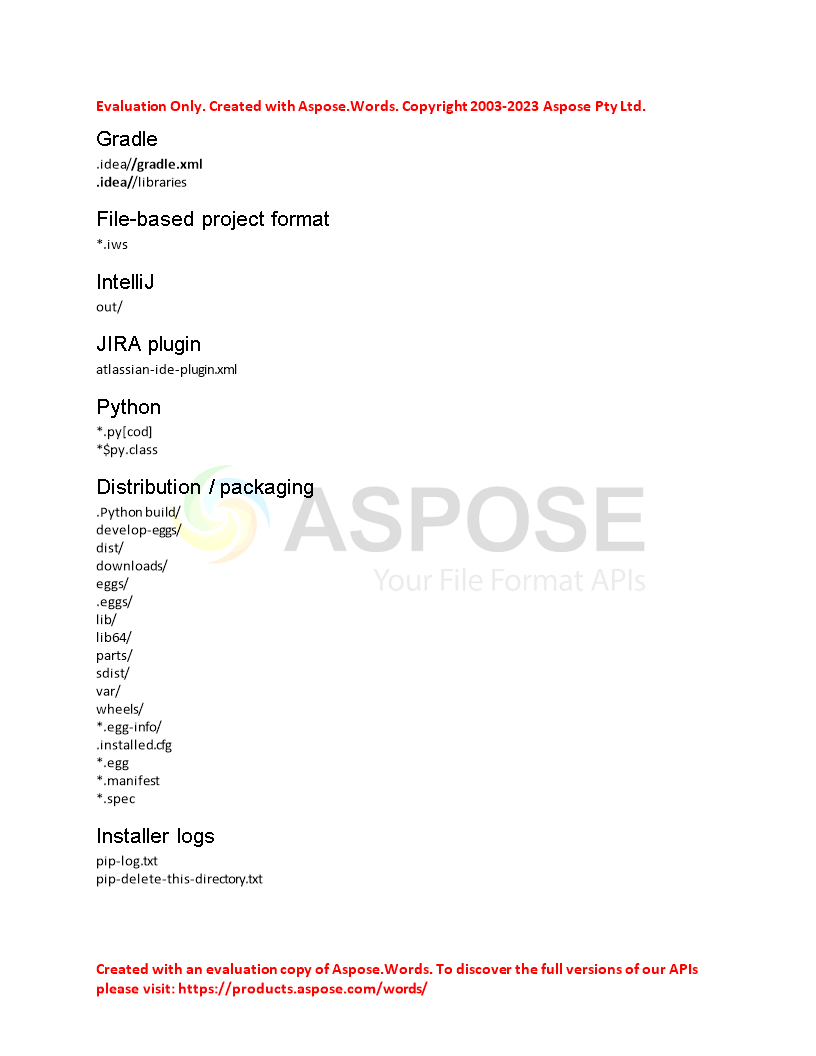 Evaluation Only. Created with Aspose.Words. Copyright 2003-2023 Aspose Pty Ltd.
Gradle
.idea//gradle.xml
.idea//libraries
File-based project format
*.iws
IntelliJ
out/
JIRA plugin
atlassian-ide-plugin.xml
Python
*.py[cod]
*$py.class
Distribution / packaging
.Python build/
develop-eggs/
dist/
downloads/
eggs/
.eggs/
lib/
lib64/
parts/
sdist/
var/
wheels/
*.egg-info/
.installed.cfg
*.egg
*.manifest
*.spec
ASPOSE
Your File Format APIs
Installer logs
pip-log.txt
pip-delete-this-directory.txt
Created with an evaluation copy of Aspose.Words. To discover the full versions of our APIs
please visit: https://products.aspose.com/words/